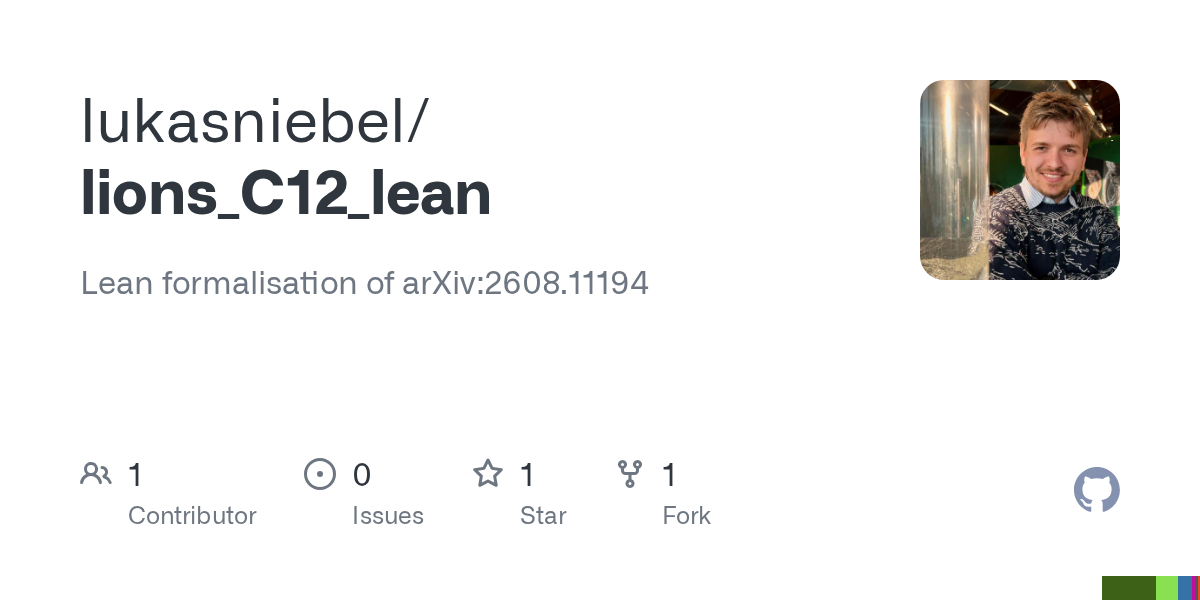 lukasniebel/
lions_C12_lean
Lean formalisation of arXiv:2608.11194
1
Contributor
0
Issues
1
Star
1
Fork